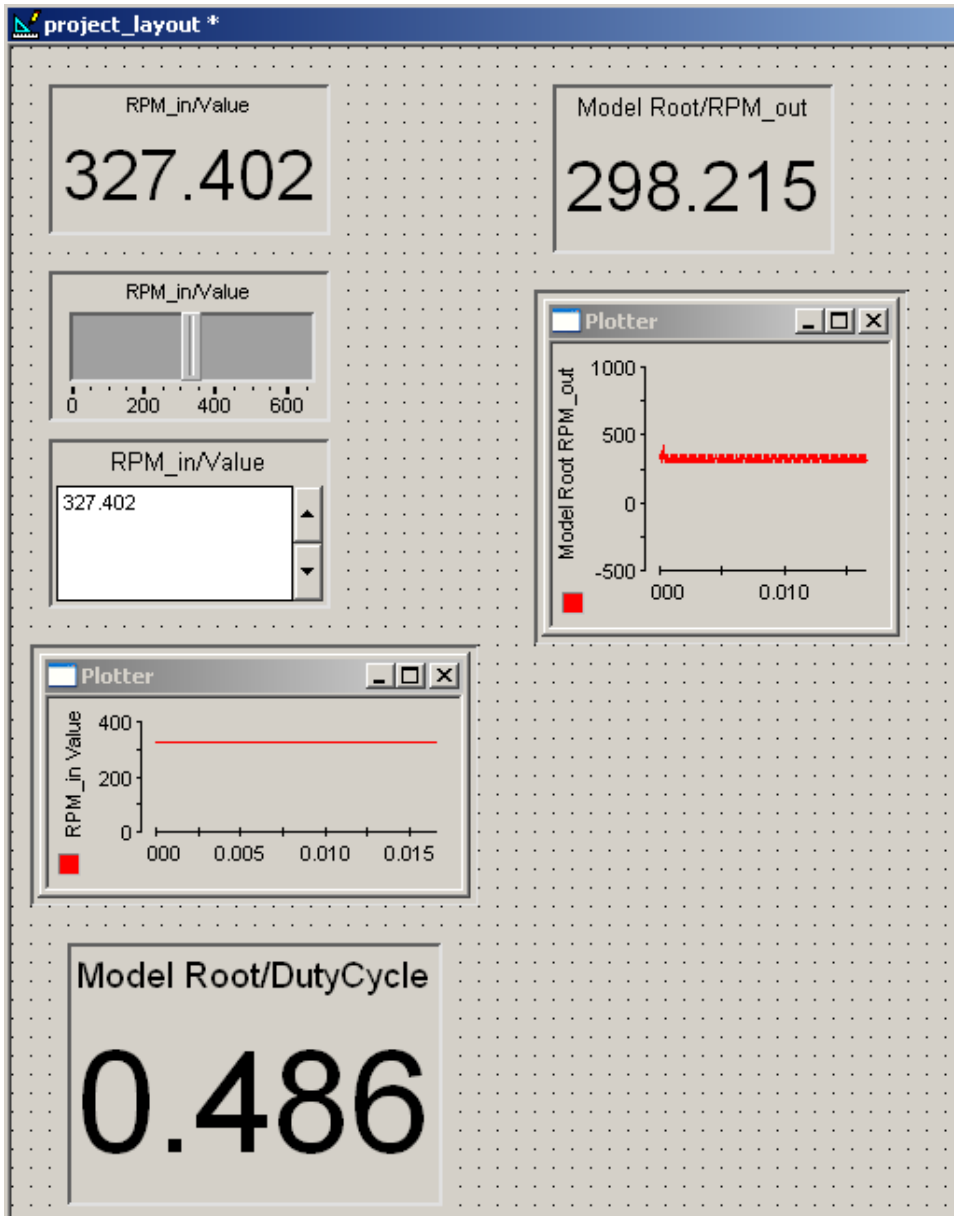 project_layout *
RPM_in/Value
327.402
RPM_in/Value
0 200 400 600
RPM_in/Value
327.402
Plotter
RPM_in Value
400
200
0
000 0.005 0.010 0.015
Model Root/DutyCycle
0.486
Model Root/RPM_out
298.215
Plotter
Model Root RPM_out
1000
500
0
-500
000 0.010